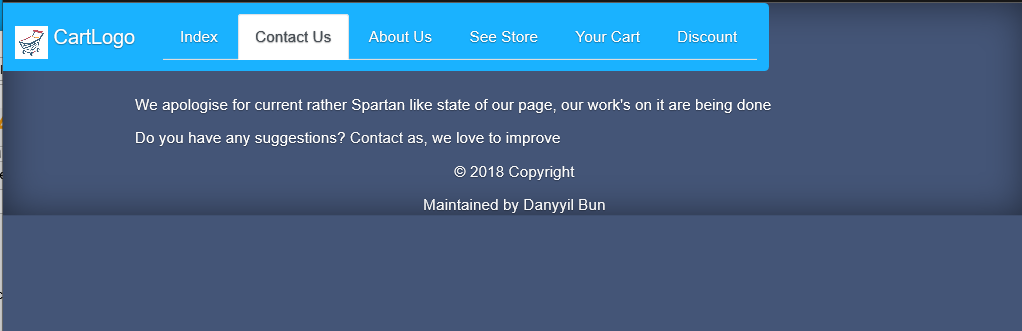 CartLogo
Index
Contact Us
About Us
See Store
Your Cart
Discount
We apologise for current rather Spartan like state of our page, our work's on it are being done
Do you have any suggestions? Contact as, we love to improve
© 2018 Copyright
Maintained by Danyyil Bun